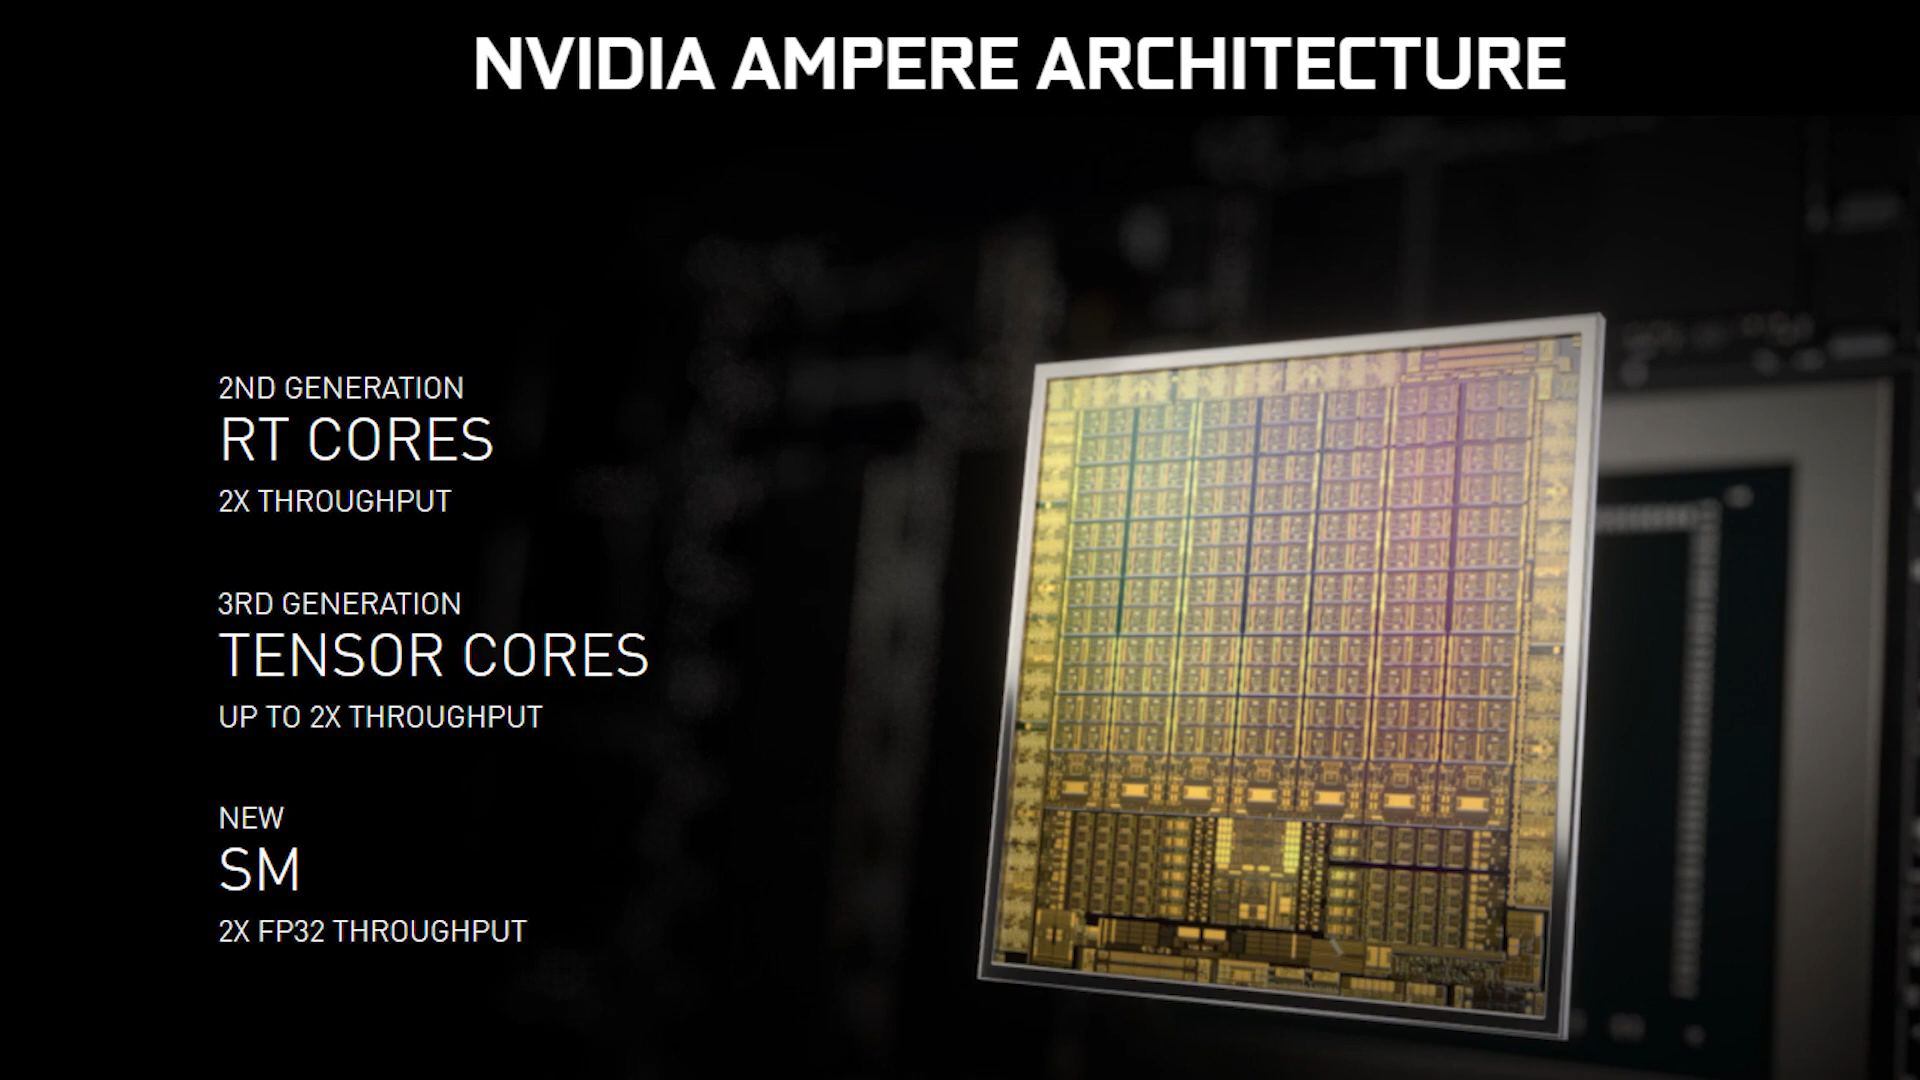 NVIDIA AMPERE ARCHITECTURE
2ND GENERATION
RT CORES
2X THROUGHPUT
3RD GENERATION
TENSOR CORES
UP TO 2X THROUGHPUT
NEW
SM
2X FP32 THROUGHPUT